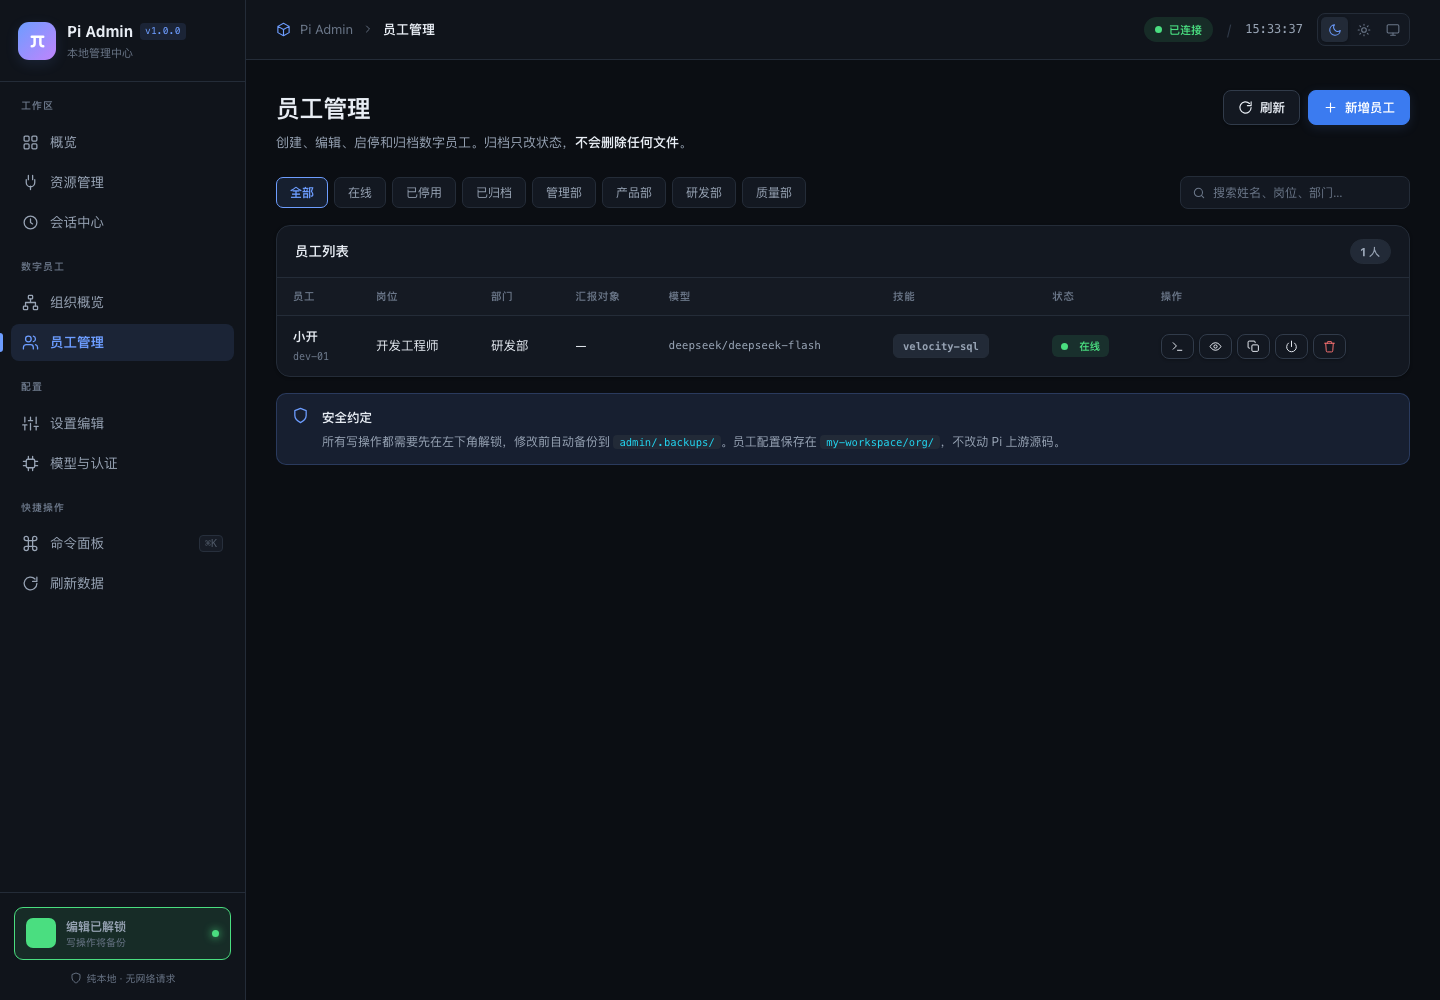 π
Pi Admin v1.0.0
本地管理中心
工作区
概览
资源管理
会话中心
数字员工
组织概览
员工管理
配置
设置编辑
模型与认证
快捷操作
命令面板 ⌘K
刷新数据
编辑已解锁
写操作将备份
纯本地 · 无网络请求
Pi Admin > 员工管理
已连接 / 15:33:37
员工管理
刷新 + 新增员工
创建、编辑、启停和归档数字员工。归档只改状态，不会删除任何文件。
全部 在线 已停用 已归档 管理部 产品部 研发部 质量部
搜索姓名、岗位、部门...
员工列表 1 人
员工 岗位 部门 汇报对象 模型 技能 状态 操作
小开 开发工程师 研发部 — deepseek/deepseek-flash velocity-sql 在线
dev-01
安全约定
所有写操作都需要先在左下角解锁，修改前自动备份到 admin/.backups/ 。员工配置保存在 my-workspace/org/ ，不改动 Pi 上游源码。